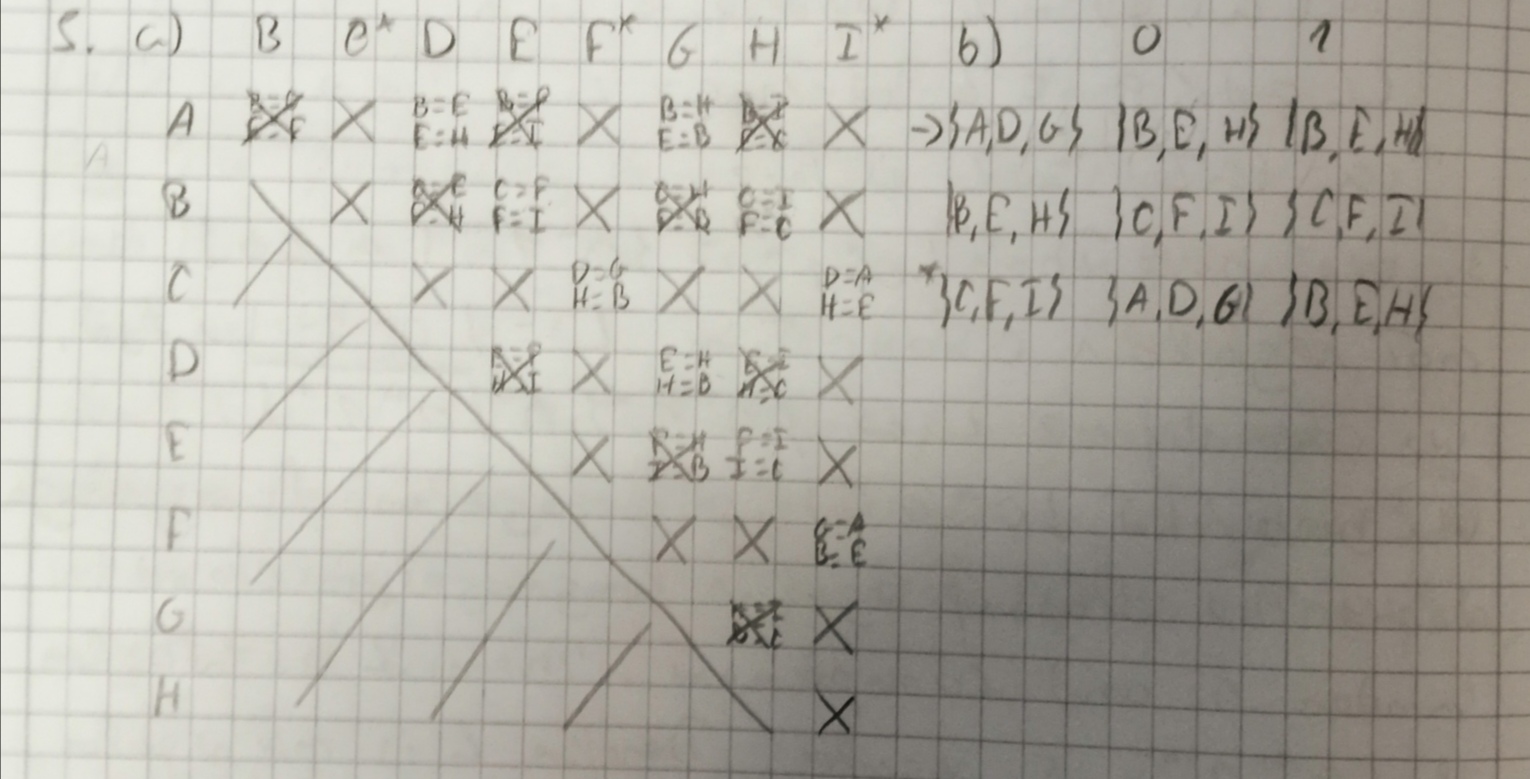 5. a) B C* D E F* G H I* b) 0 1
A X B=E E=H X B=H E=B X →{A,D,G} {B,E,H} {B,E,H}
B X C=F F=I X C=I F=C X {B,E,H} {C,F,I} {C,F,I}
C X X D=G H=B X X D=A H=E *{C,F,I} {A,D,G} {B,E,H}
D X E=H H=B X
E X F=I I=C X
F X X G=A B=E
G X
H X
A